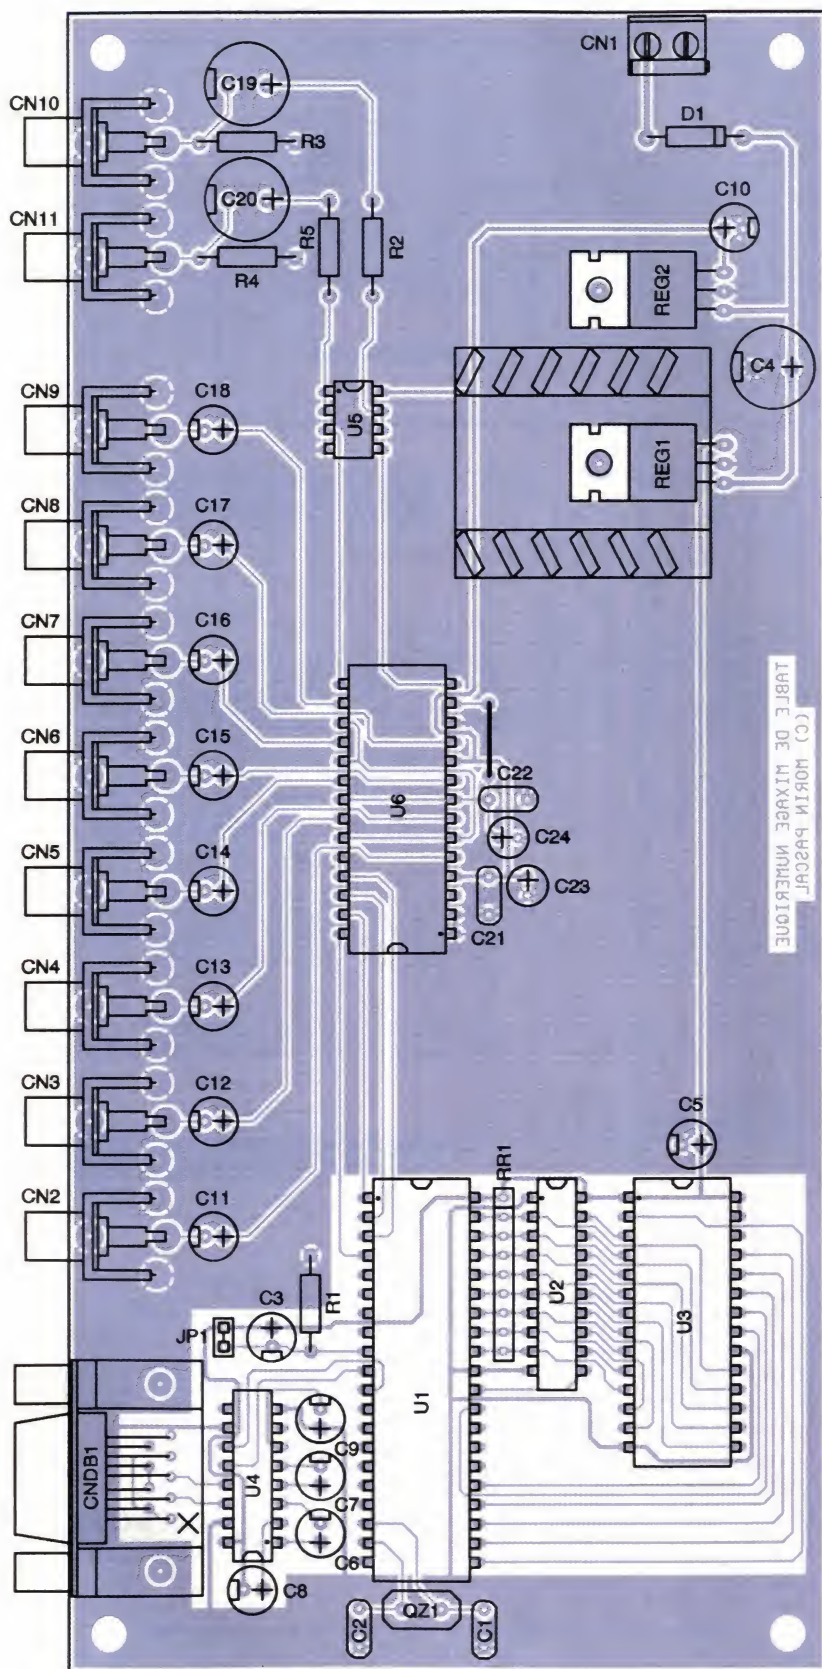 CN1
C19
CN10
D1
R3
C10
C20
CN11
R5
R2
R4
REG2
C4
CN9
C18
U5
REG1
CN8
C17
CN7
C16
TABLE DE MIXAGE NUMERIQUE
(C) MORIN PASCAL
CN6
C15
C22
U6
C24
CN5
C14
C23
C21
CN4
C13
CN3
C12
C5
RR1
CN2
C11
U2
R1
C3
U3
JP1
U1
C9
CNDB1
U4
C7
C6
C8
C2
QZ1
C1